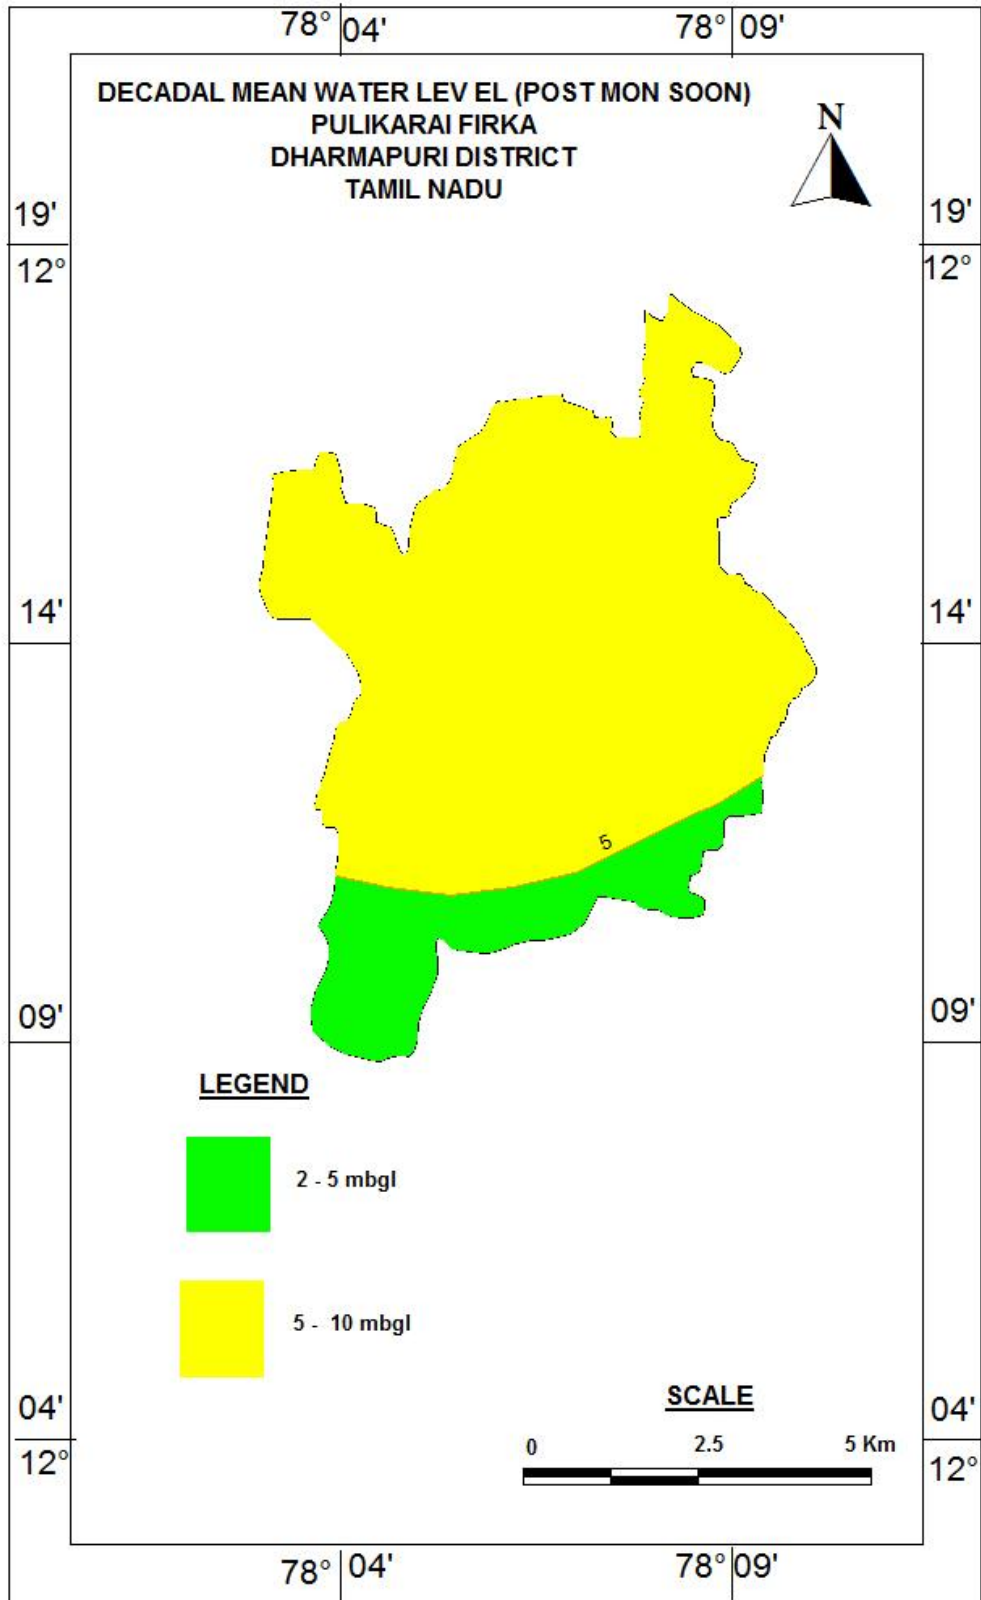 78° 04' 78° 09'
DECADAL MEAN WATER LEV EL (POST MON SOON)
PULIKARAI FIRKA
DHARMAPURI DISTRICT
TAMIL NADU
N
19' 19'
12° 12°
14' 14'
5
09' 09'
LEGEND
2 - 5 mbgl
5 - 10 mbgl
SCALE
04' 04'
0 2.5 5 Km
12° 12°
78° 04' 78° 09'